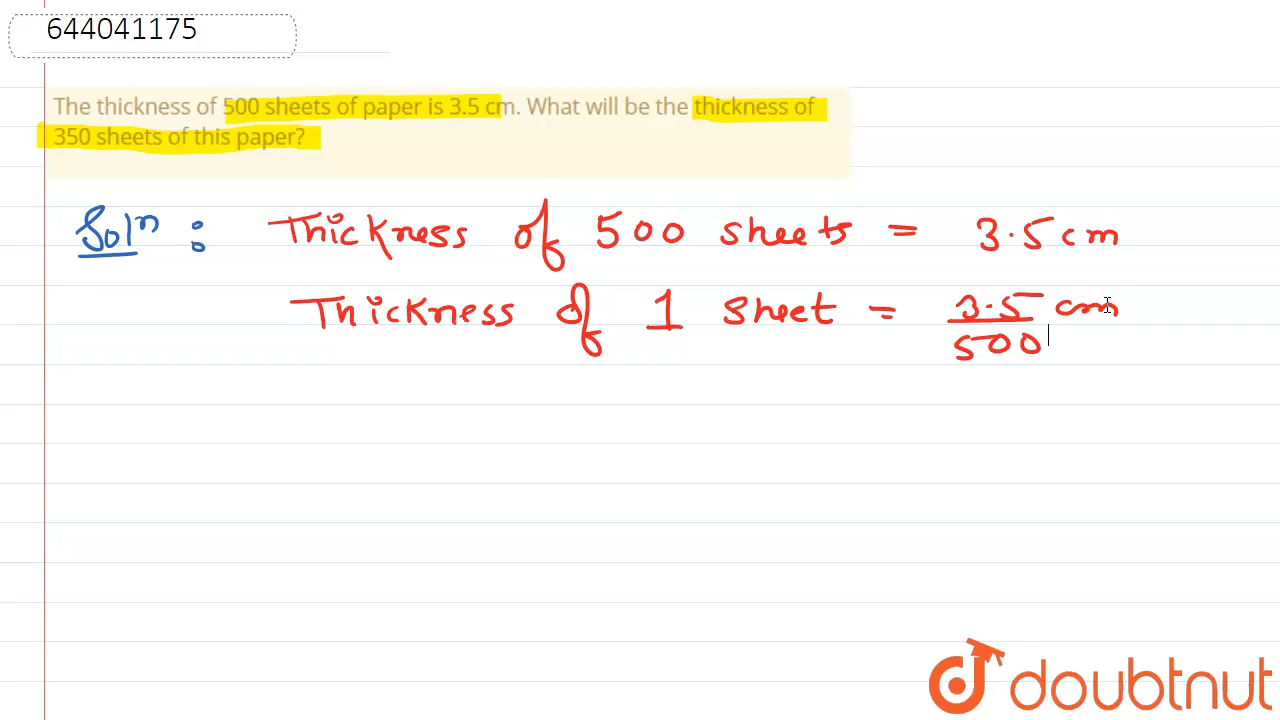 644041175
The thickness of 500 sheets of paper is 3.5 cm. What will be the thickness of
350 sheets of this paper?
Solⁿ : Thickness of 500 sheets = 3.5 cm
Thickness of 1 sheet = 3.5/500 cm
doubtnut